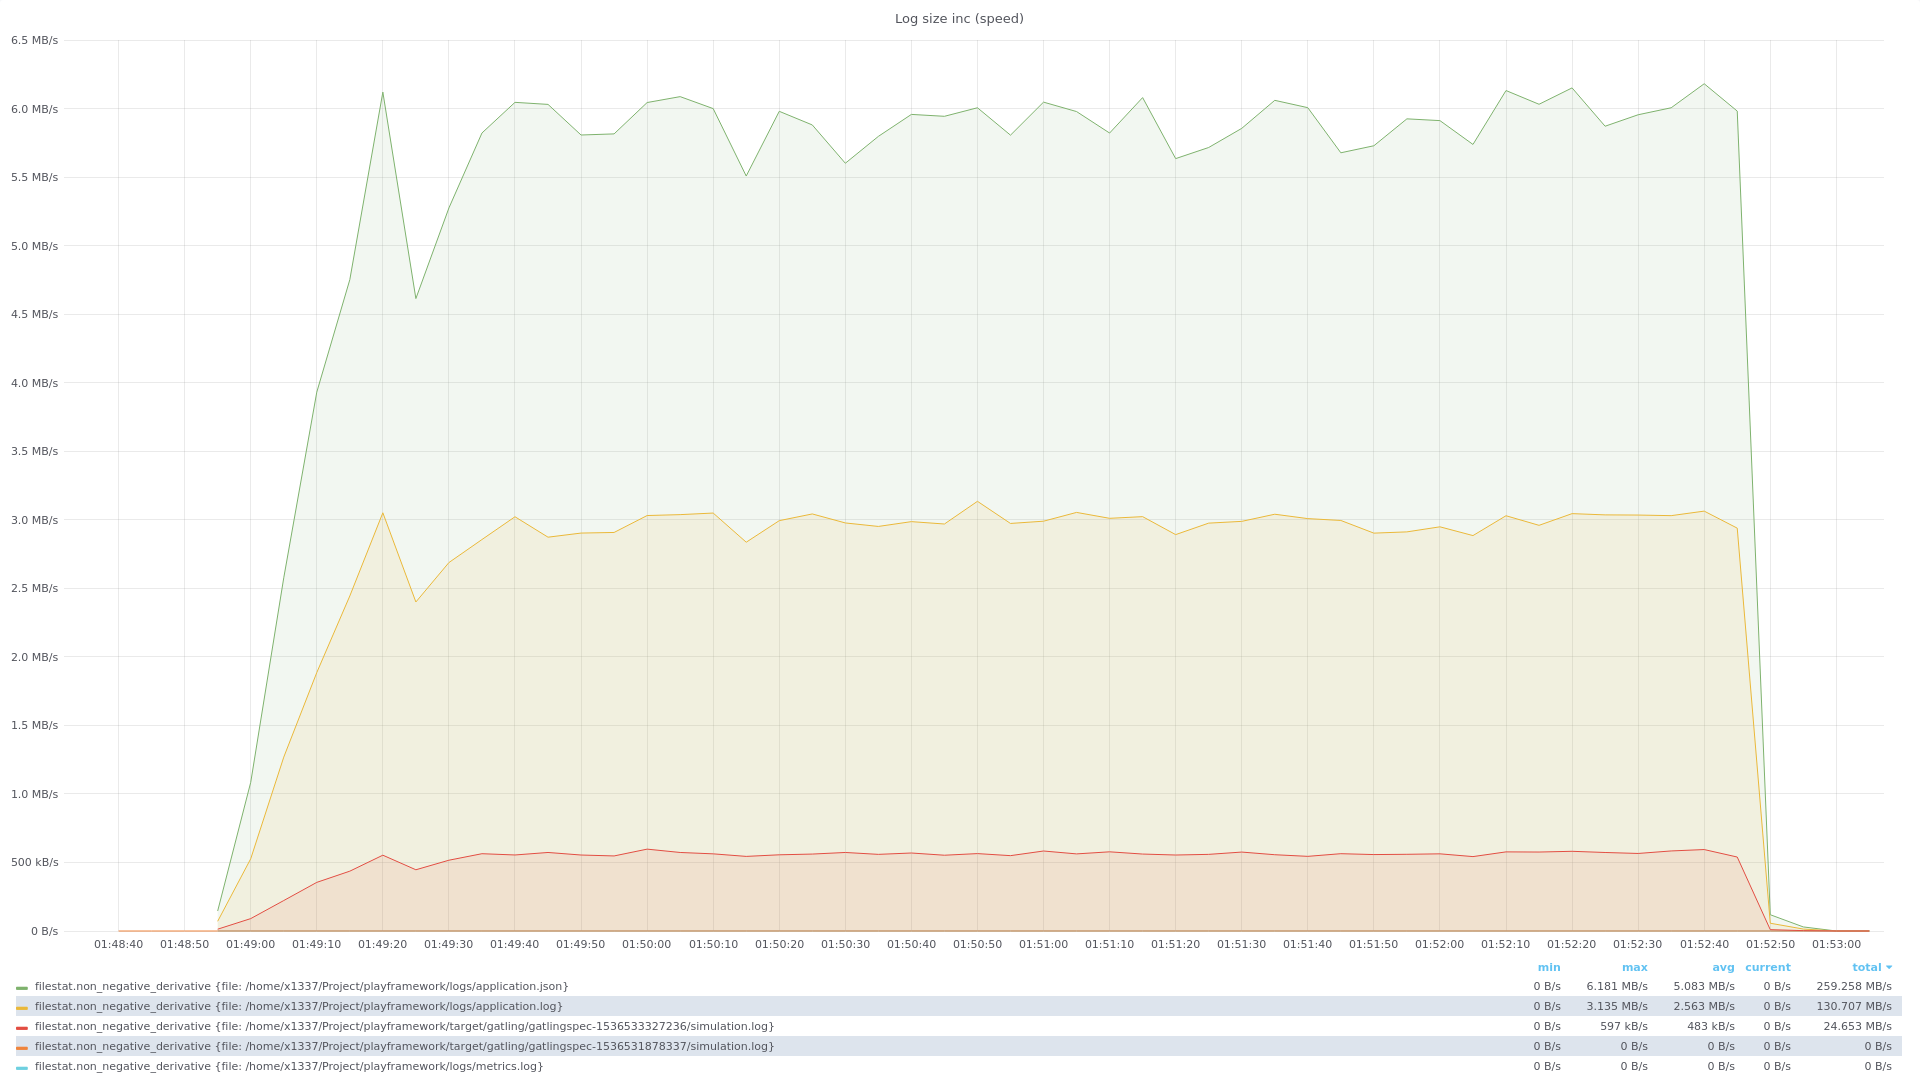 Log size inc (speed)
6.5 MB/s
6.0 MB/s
5.5 MB/s
5.0 MB/s
4.5 MB/s
4.0 MB/s
3.5 MB/s
3.0 MB/s
2.5 MB/s
2.0 MB/s
1.5 MB/s
1.0 MB/s
500 kB/s
0 B/s
01:48:40 01:48:50 01:49:00 01:49:10 01:49:20 01:49:30 01:49:40 01:49:50 01:50:00 01:50:10 01:50:20 01:50:30 01:50:40 01:50:50 01:51:00 01:51:10 01:51:20 01:51:30 01:51:40 01:51:50 01:52:00 01:52:10 01:52:20 01:52:30 01:52:40 01:52:50 01:53:00
min max avg current total
filestat.non_negative_derivative {file: /home/x1337/Project/playframework/logs/application.json} 0 B/s 6.181 MB/s 5.083 MB/s 0 B/s 259.258 MB/s
filestat.non_negative_derivative {file: /home/x1337/Project/playframework/logs/application.log} 0 B/s 3.135 MB/s 2.563 MB/s 0 B/s 130.707 MB/s
filestat.non_negative_derivative {file: /home/x1337/Project/playframework/target/gatling/gatlingspec-1536533327236/simulation.log} 0 B/s 597 kB/s 483 kB/s 0 B/s 24.653 MB/s
filestat.non_negative_derivative {file: /home/x1337/Project/playframework/target/gatling/gatlingspec-1536531878337/simulation.log} 0 B/s 0 B/s 0 B/s 0 B/s 0 B/s
filestat.non_negative_derivative {file: /home/x1337/Project/playframework/logs/metrics.log} 0 B/s 0 B/s 0 B/s 0 B/s 0 B/s